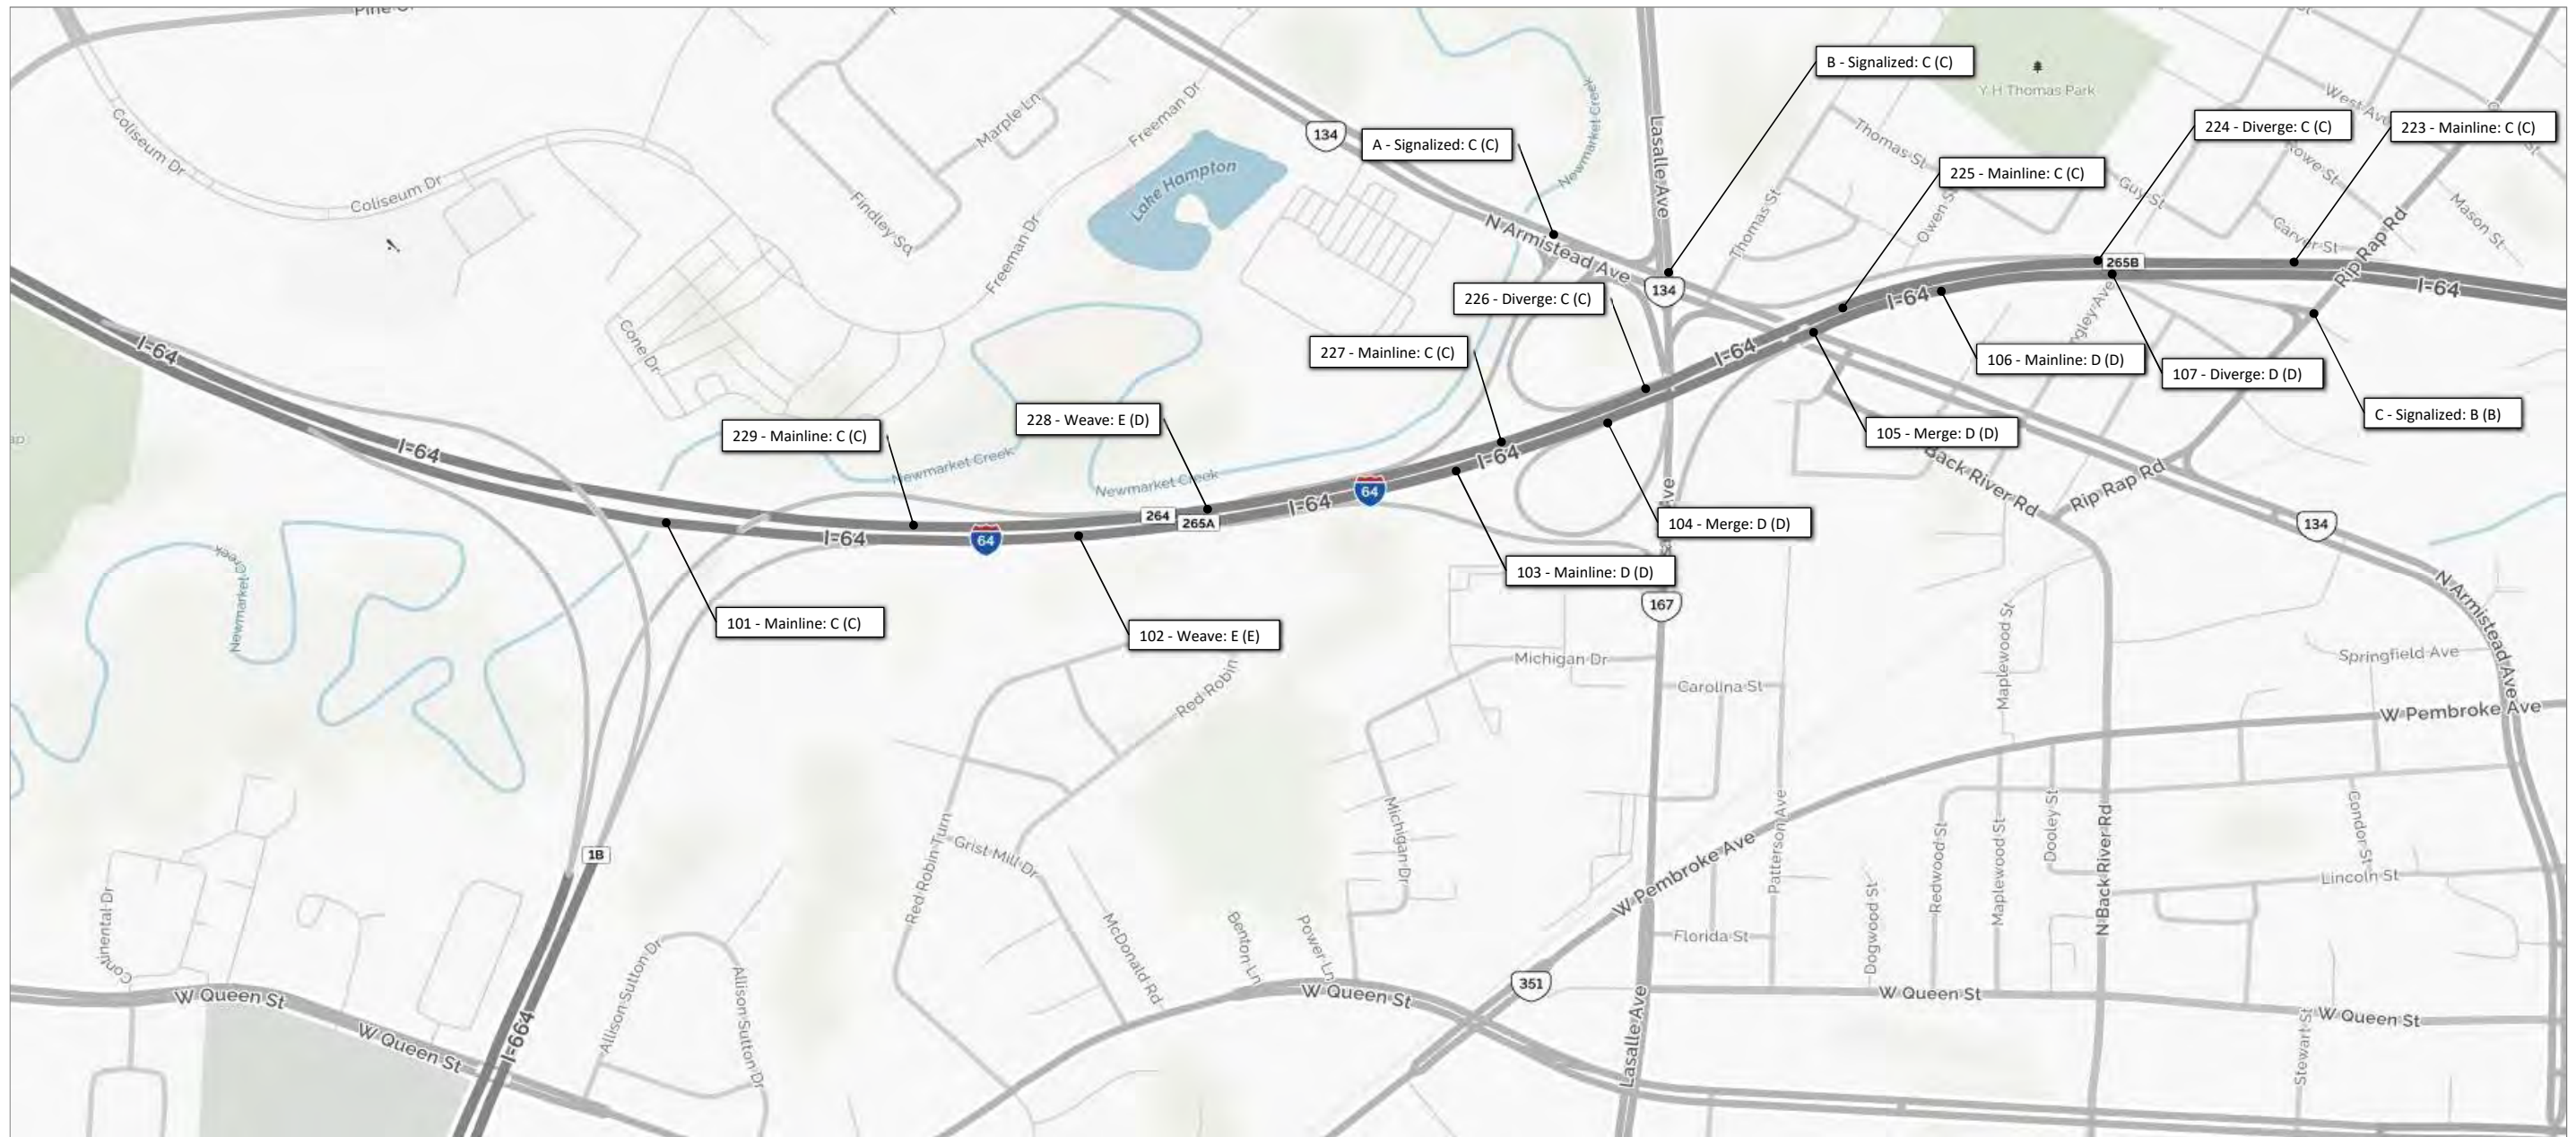 Coliseum Dr
Coliseum Dr
Marple Ln
Freeman Dr
Freeman Dr
Findley Sq
Lake Hampton
Cone Dr
134
A - Signalized: C (C)
B - Signalized: C (C)
N Armistead Ave
Newmarket Creek
Lasalle Ave
134
Thomas St
Thomas St
Owen St
Y H Thomas Park
225 - Mainline: C (C)
224 - Diverge: C (C)
223 - Mainline: C (C)
Guy St
Rowe St
Carver St
Mason St
Rip Rap Rd
265B
I-64
I-64
I-64
226 - Diverge: C (C)
227 - Mainline: C (C)
106 - Mainline: D (D)
107 - Diverge: D (D)
C - Signalized: B (B)
105 - Merge: D (D)
104 - Merge: D (D)
103 - Mainline: D (D)
228 - Weave: E (D)
229 - Mainline: C (C)
I-64
I-64
I-64
I-64
I-64
64
64
264
265A
Newmarket Creek
Newmarket Creek
Newmarket Creek
101 - Mainline: C (C)
102 - Weave: E (E)
Back River Rd
Rip Rap Rd
134
N Armistead Ave
167
Michigan Dr
Carolina St
Maplewood St
Springfield Ave
W Pembroke Ave
Red Robin
Red Robin Turn
Grist Mill Dr
McDonald Rd
Benton Ln
Power Ln
Michigan Dr
W Pembroke Ave
Patterson Ave
Florida St
Dogwood St
Redwood St
Maplewood St
Dooley St
N Back River Rd
Condor St
Lincoln St
1B
I-664
Continental Dr
W Queen St
W Queen St
Allison Sutton Dr
Allison Sutton Dr
W Queen St
351
Lasalle Ave
W Queen St
W Queen St
Stewart St